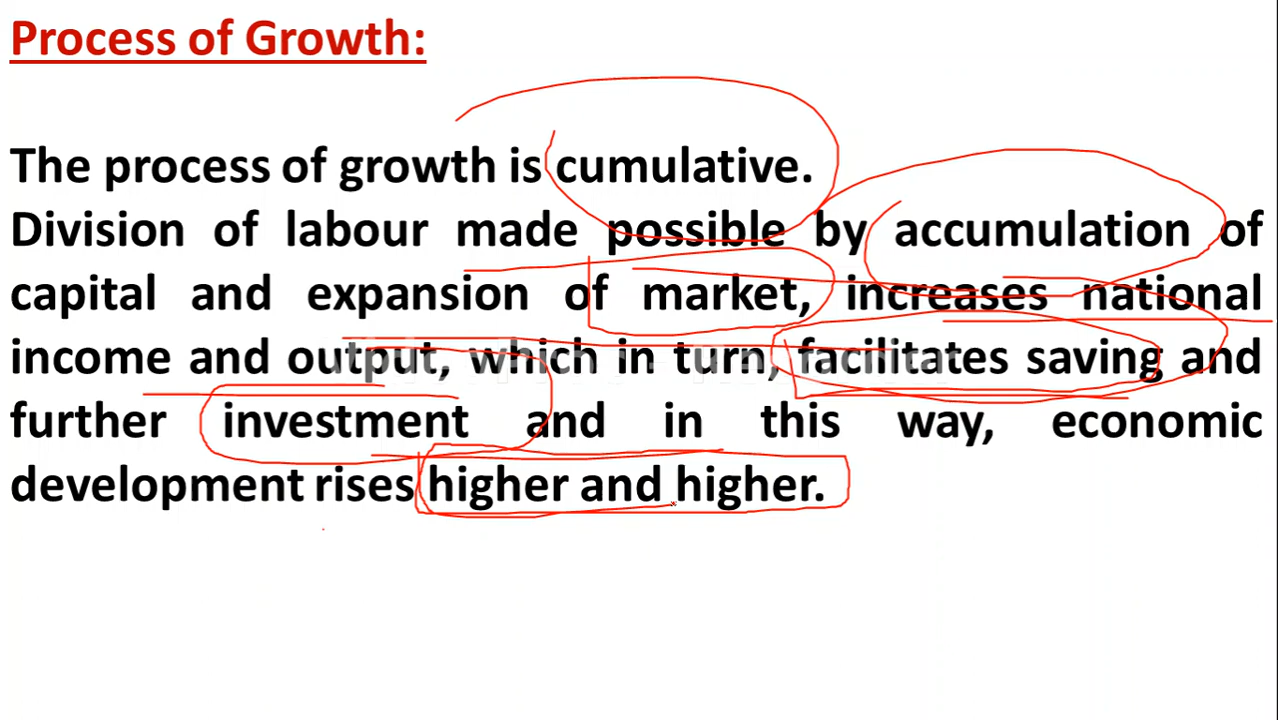 Process of Growth:
The process of growth is cumulative.
Division of labour made possible by accumulation of
capital and expansion of market, increases national
income and output, which in turn, facilitates saving and
further investment and in this way, economic
development rises higher and higher.